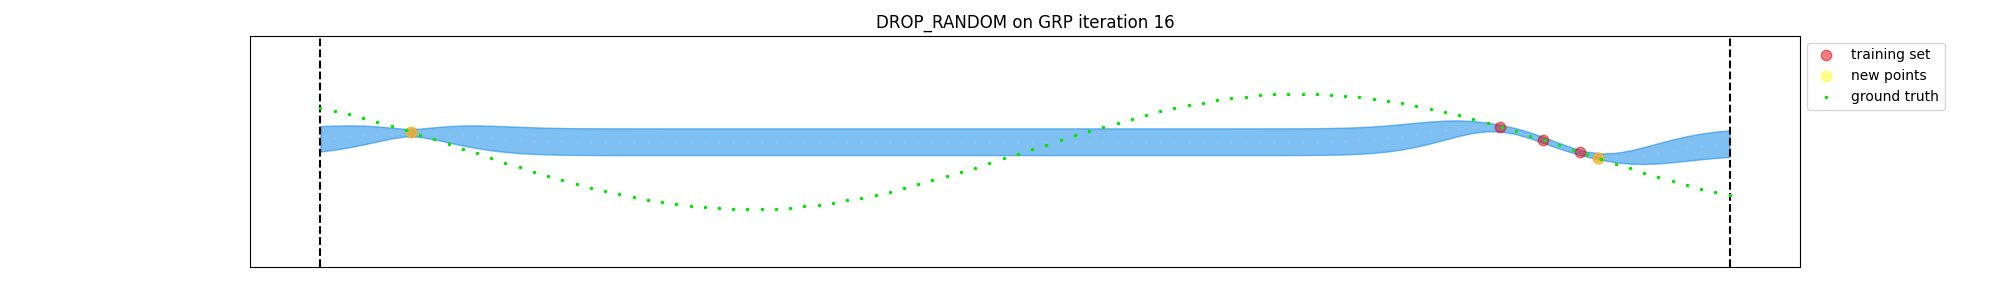 DROP_RANDOM on GRP iteration 16
training set
new points
ground truth